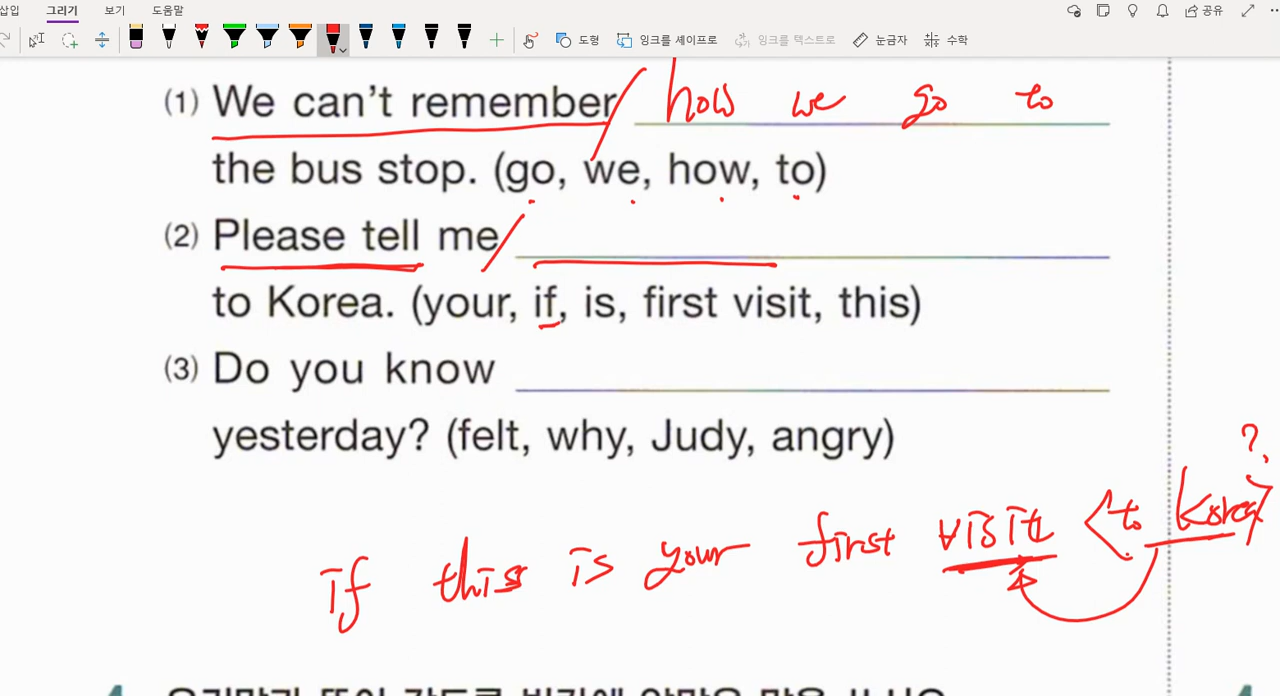 삽입 그리기 보기 도움말 공유
도형 잉크를 셰이프로 잉크를 텍스트로 눈금자 수학
(1) We can't remember / how we go to
the bus stop. (go, we, how, to)
(2) Please tell me /
to Korea. (your, if, is, first visit, this)
(3) Do you know
yesterday? (felt, why, Judy, angry)
?
if this is your first visit <to Korea>